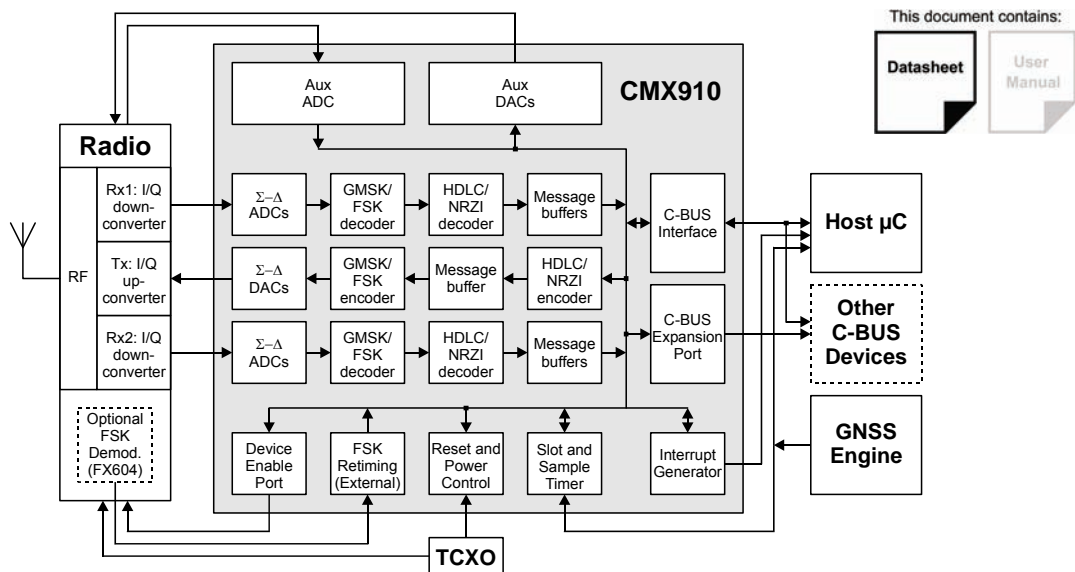 This document contains:
Datasheet
User
Manual
CMX910
Aux
ADC
Aux
DACs
Radio
RF
Rx1: I/Q
down-
converter
Tx: I/Q
up-
converter
Rx2: I/Q
down-
converter
Optional
FSK
Demod.
(FX604)
Σ−Δ
ADCs
GMSK/
FSK
decoder
HDLC/
NRZI
decoder
Message
buffers
Σ−Δ
DACs
GMSK/
FSK
encoder
Message
buffer
HDLC/
NRZI
encoder
Σ−Δ
ADCs
GMSK/
FSK
decoder
HDLC/
NRZI
decoder
Message
buffers
C-BUS
Interface
C-BUS
Expansion
Port
Host µC
Other
C-BUS
Devices
GNSS
Engine
Device
Enable
Port
FSK
Retiming
(External)
Reset and
Power
Control
Slot and
Sample
Timer
Interrupt
Generator
TCXO